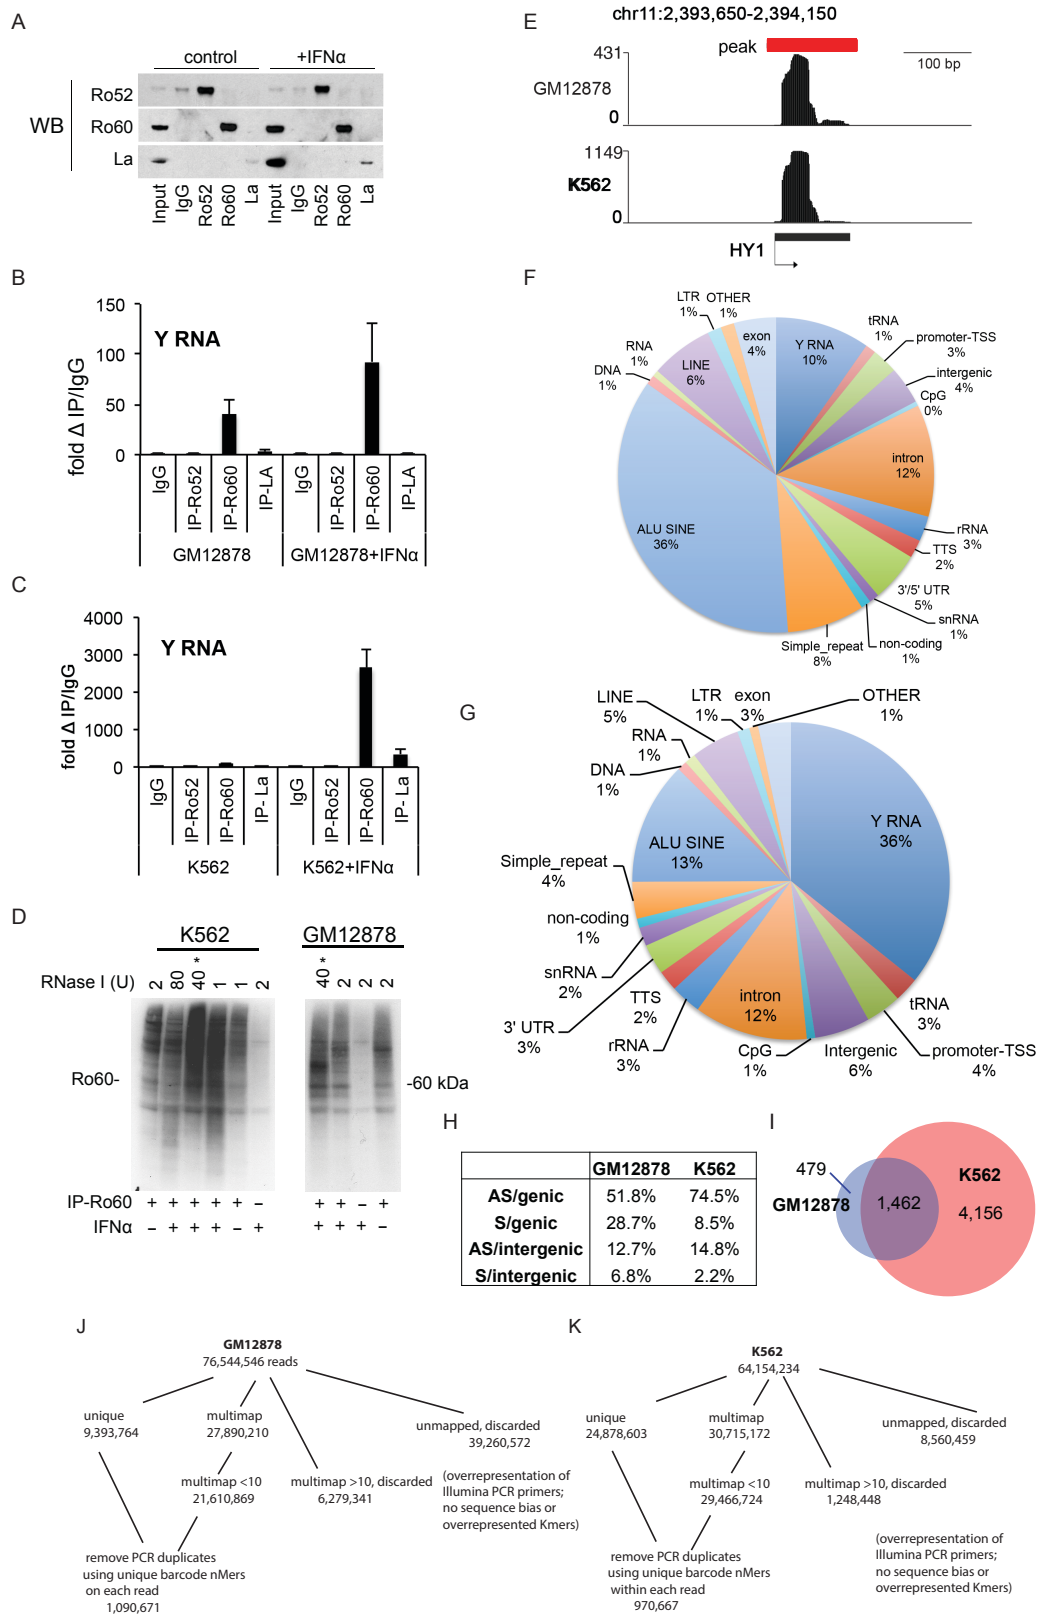 A
control
+IFNα
WB
Ro52
Ro60
La
Input
IgG
Ro52
Ro60
La
Input
IgG
Ro52
Ro60
La
B
Y RNA
fold Δ IP/IgG
150
100
50
0
IgG
IP-Ro52
IP-Ro60
IP-LA
IgG
IP-Ro52
IP-Ro60
IP-LA
GM12878
GM12878+IFNα
C
Y RNA
fold Δ IP/IgG
4000
3000
2000
1000
0
IgG
IP-Ro52
IP-Ro60
IP- La
IgG
IP-Ro52
IP-Ro60
IP- La
K562
K562+IFNα
D
K562
GM12878
* *
RNase I (U) 2 80 40 1 1 2 40 2 2 2
Ro60-
-60 kDa
IP-Ro60 + + + + + – + + – +
IFNα – + + + – + + + + –
E
chr11:2,393,650-2,394,150
peak
100 bp
431
GM12878
0
1149
K562
0
HY1
F
LTR
1%
OTHER
1%
exon
4%
Y RNA
10%
tRNA
1%
promoter-TSS
3%
intergenic
4%
CpG
0%
intron
12%
rRNA
3%
TTS
2%
3'/5' UTR
5%
snRNA
1%
non-coding
1%
Simple_repeat
8%
ALU SINE
36%
DNA
1%
RNA
1%
LINE
6%
G
LINE
5%
LTR
1%
exon
3%
OTHER
1%
RNA
1%
DNA
1%
Y RNA
36%
ALU SINE
13%
Simple_repeat
4%
non-coding
1%
snRNA
2%
3' UTR
3%
TTS
2%
rRNA
3%
intron
12%
CpG
1%
Intergenic
6%
promoter-TSS
4%
tRNA
3%
H
GM12878 K562
AS/genic 51.8% 74.5%
S/genic 28.7% 8.5%
AS/intergenic 12.7% 14.8%
S/intergenic 6.8% 2.2%
I
479
GM12878
1,462
K562
4,156
J
GM12878
76,544,546 reads
unique
9,393,764
multimap
27,890,210
unmapped, discarded
39,260,572
multimap <10
21,610,869
multimap >10, discarded
6,279,341
(overrepresentation of
Illumina PCR primers;
no sequence bias or
overrepresented Kmers)
remove PCR duplicates
using unique barcode nMers
on each read
1,090,671
K
K562
64,154,234
unique
24,878,603
multimap
30,715,172
unmapped, discarded
8,560,459
multimap <10
29,466,724
multimap >10, discarded
1,248,448
(overrepresentation of
Illumina PCR primers;
no sequence bias or
overrepresented Kmers)
remove PCR duplicates
using unique barcode nMers
within each read
970,667